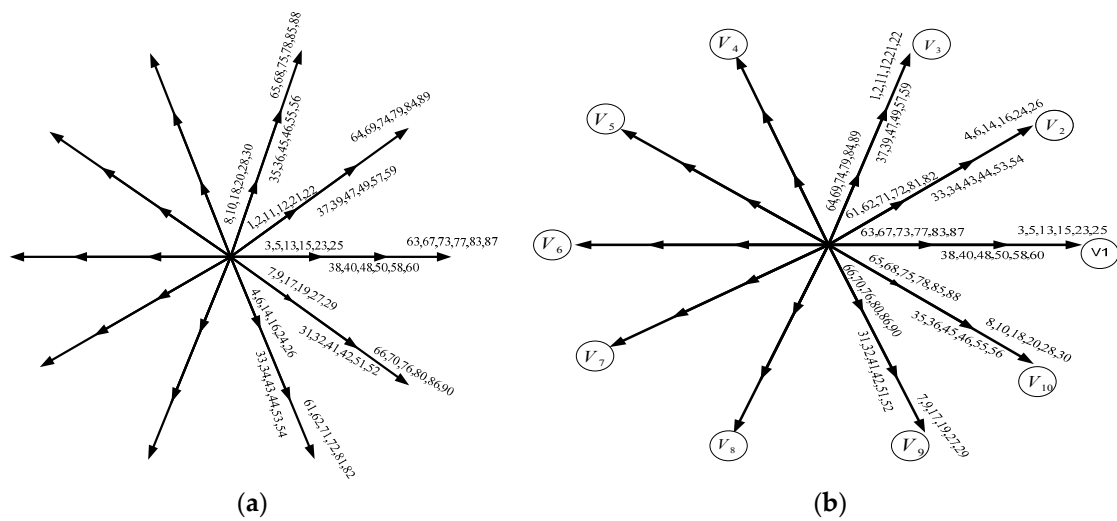 65,68,75,78,85,88
35,36,45,46,55,56
8,10,18,20,28,30
64,69,74,79,84,89
37,39,47,49,57,59
1,2,11,12,21,22
3,5,13,15,23,25
38,40,48,50,58,60
63,67,73,77,83,87
7,9,17,19,27,29
31,32,41,42,51,52
66,70,76,80,86,90
4,6,14,16,24,26
33,34,43,44,53,54
61,62,71,72,81,82
(a)
V4
V3
1,2,11,12,21,22
37,39,47,49,57,59
64,69,74,79,84,89
V5
V2
4,6,14,16,24,26
33,34,43,44,53,54
61,62,71,72,81,82
V6
63,67,73,77,83,87
38,40,48,50,58,60
3,5,13,15,23,25
V1
65,68,75,78,85,88
35,36,45,46,55,56
8,10,18,20,28,30
V10
66,70,76,80,86,90
31,32,41,42,51,52
7,9,17,19,27,29
V7
V8
V9
(b)